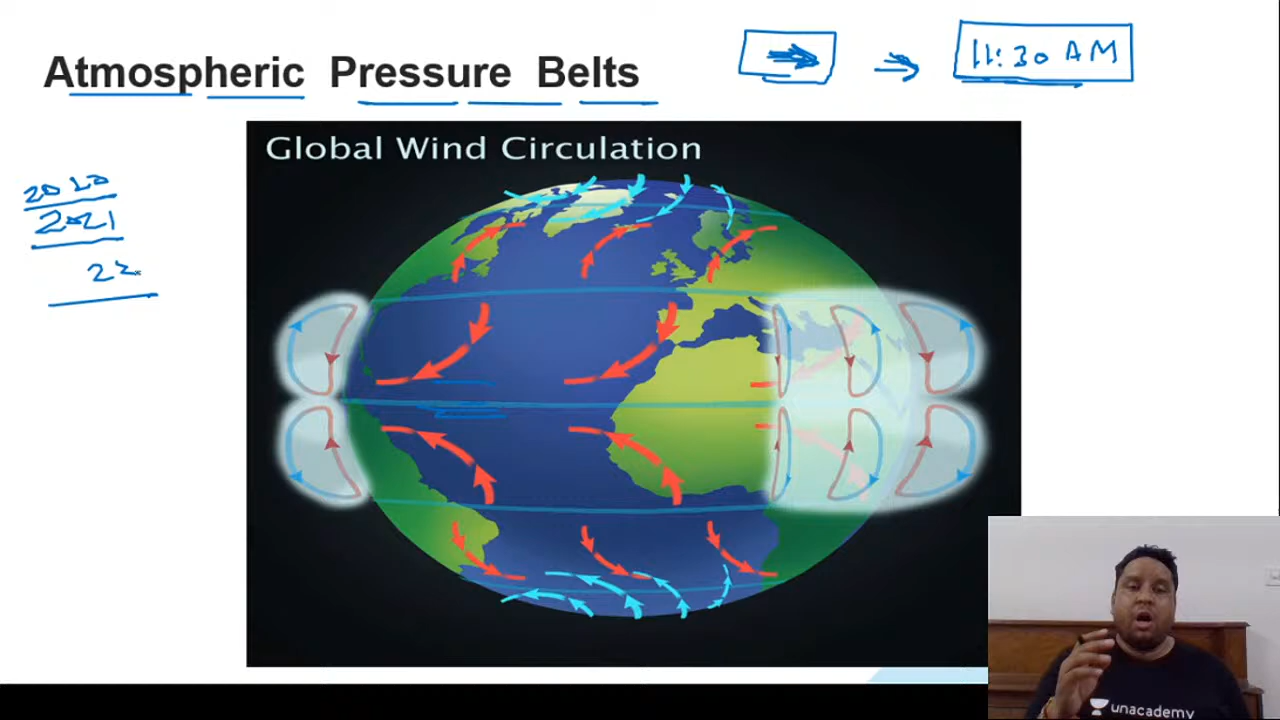 Atmospheric Pressure Belts
11:30 AM
Global Wind Circulation
2020
2021
22
unacademy